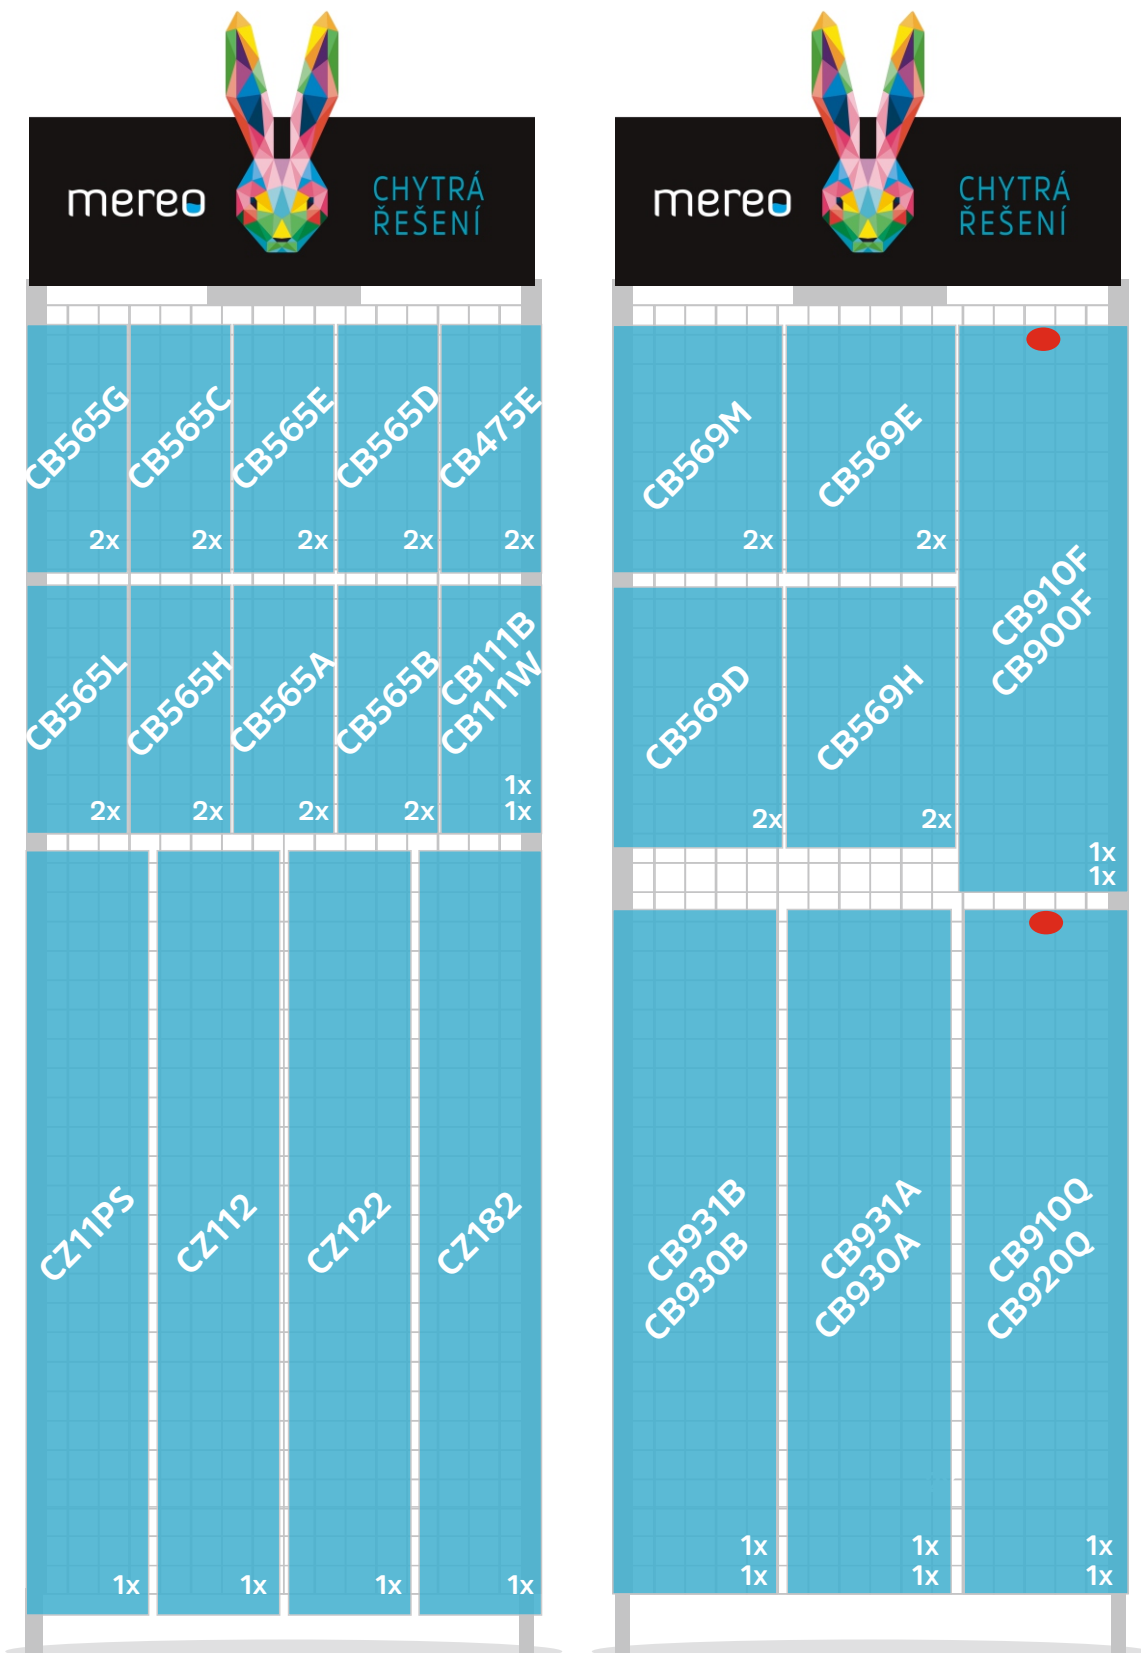 mereo
CHYTRÁ
ŘEŠENÍ
CB565G
2x
CB565C
2x
CB565E
2x
CB565D
2x
CB475E
2x
CB565L
2x
CB565H
2x
CB565A
2x
CB565B
2x
CB111B
CB111W
1x
1x
CZ11PS
1x
CZ112
1x
CZ122
1x
CZ182
1x
mereo
CHYTRÁ
ŘEŠENÍ
CB569M
2x
CB569E
2x
CB910F
CB900F
1x
1x
CB569D
2x
CB569H
2x
CB931B
CB930B
1x
1x
CB931A
CB930A
1x
1x
CB910Q
CB920Q
1x
1x